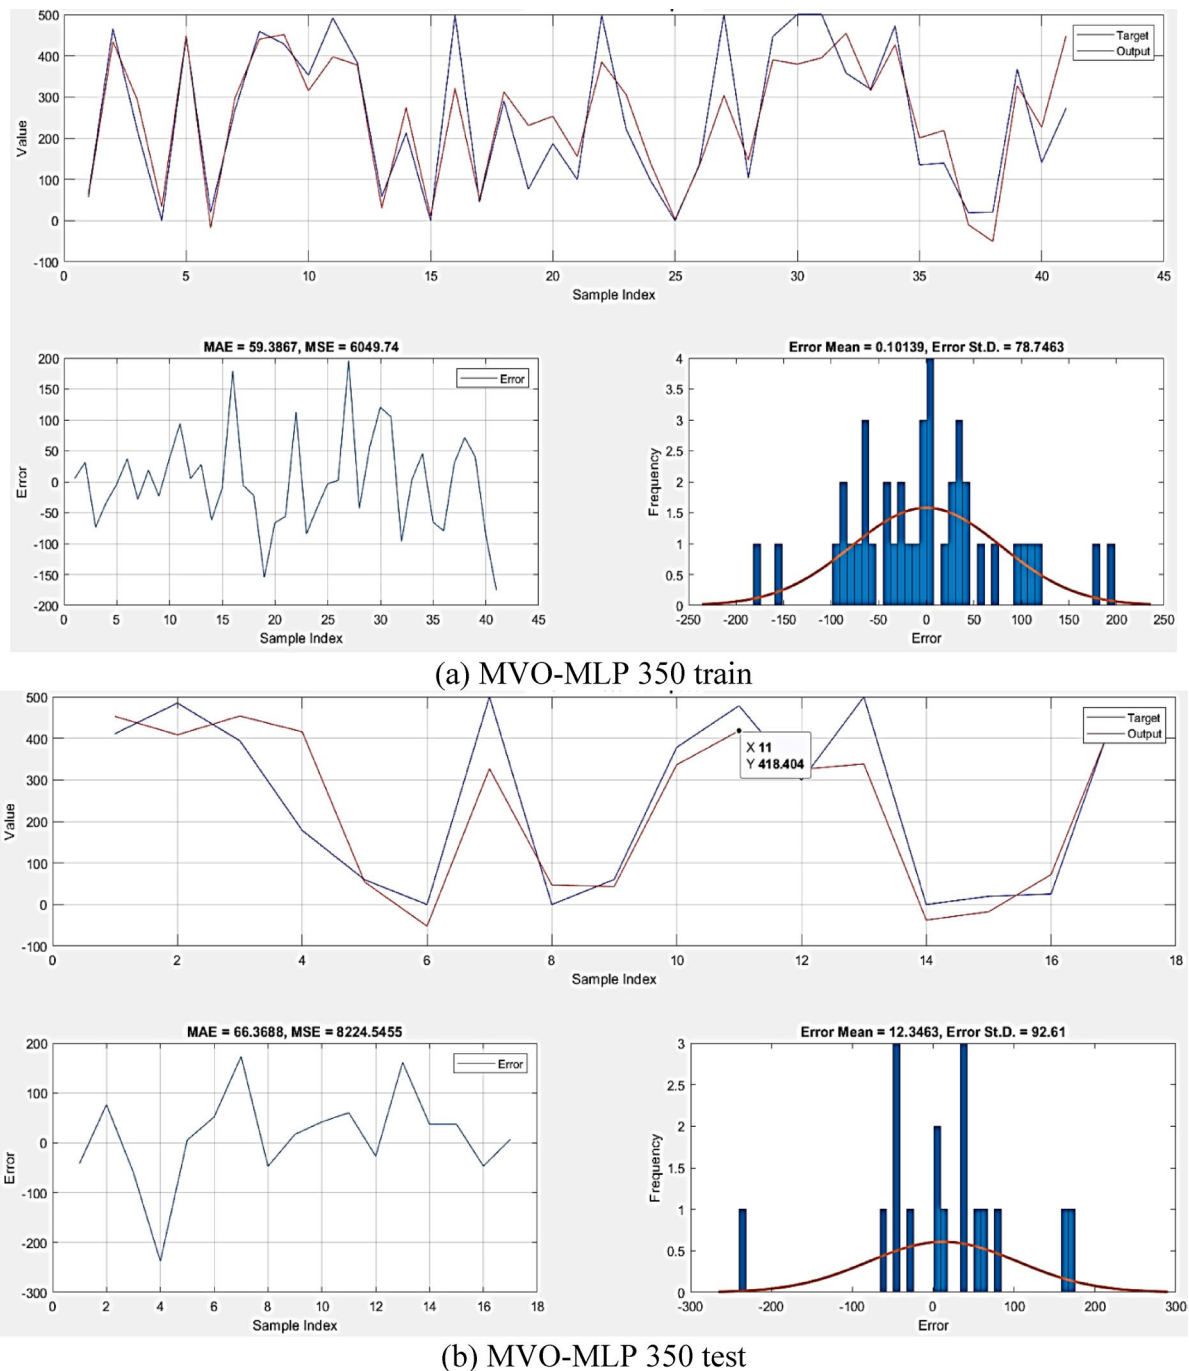 500
400
300
200
100
0
-100
Value
0 5 10 15 20 25 30 35 40 45
Sample Index
Target
Output
MAE = 59.3867, MSE = 6049.74
200
150
100
50
0
-50
-100
-150
-200
Error
0 5 10 15 20 25 30 35 40 45
Sample Index
Error
Error Mean = 0.10139, Error St.D. = 78.7463
4
3.5
3
2.5
2
1.5
1
0.5
0
Frequency
-250 -200 -150 -100 -50 0 50 100 150 200 250
Error
(a) MVO-MLP 350 train
500
400
300
200
100
0
-100
Value
0 2 4 6 8 10 12 14 16 18
Sample Index
Target
Output
X 11
Y 418.404
MAE = 66.3688, MSE = 8224.5455
200
100
0
-100
-200
-300
Error
0 2 4 6 8 10 12 14 16 18
Sample Index
Error
Error Mean = 12.3463, Error St.D. = 92.61
3
2.5
2
1.5
1
0.5
0
Frequency
-300 -200 -100 0 100 200 300
Error
(b) MVO-MLP 350 test